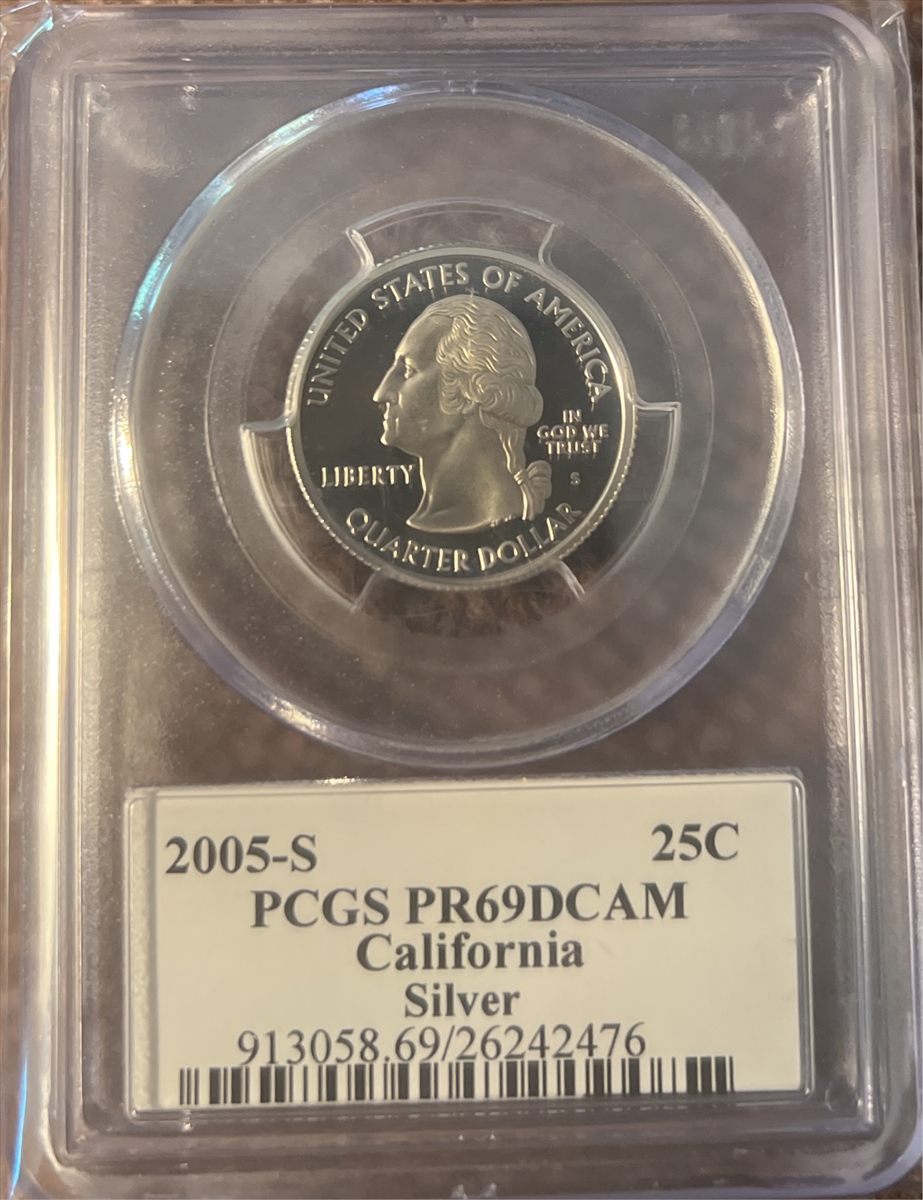 UNITED STATES OF AMERICA
IN
GOD WE
TRUST
LIBERTY
S
QUARTER DOLLAR
2005-S 25C
PCGS PR69DCAM
California
Silver
913058.69/26242476